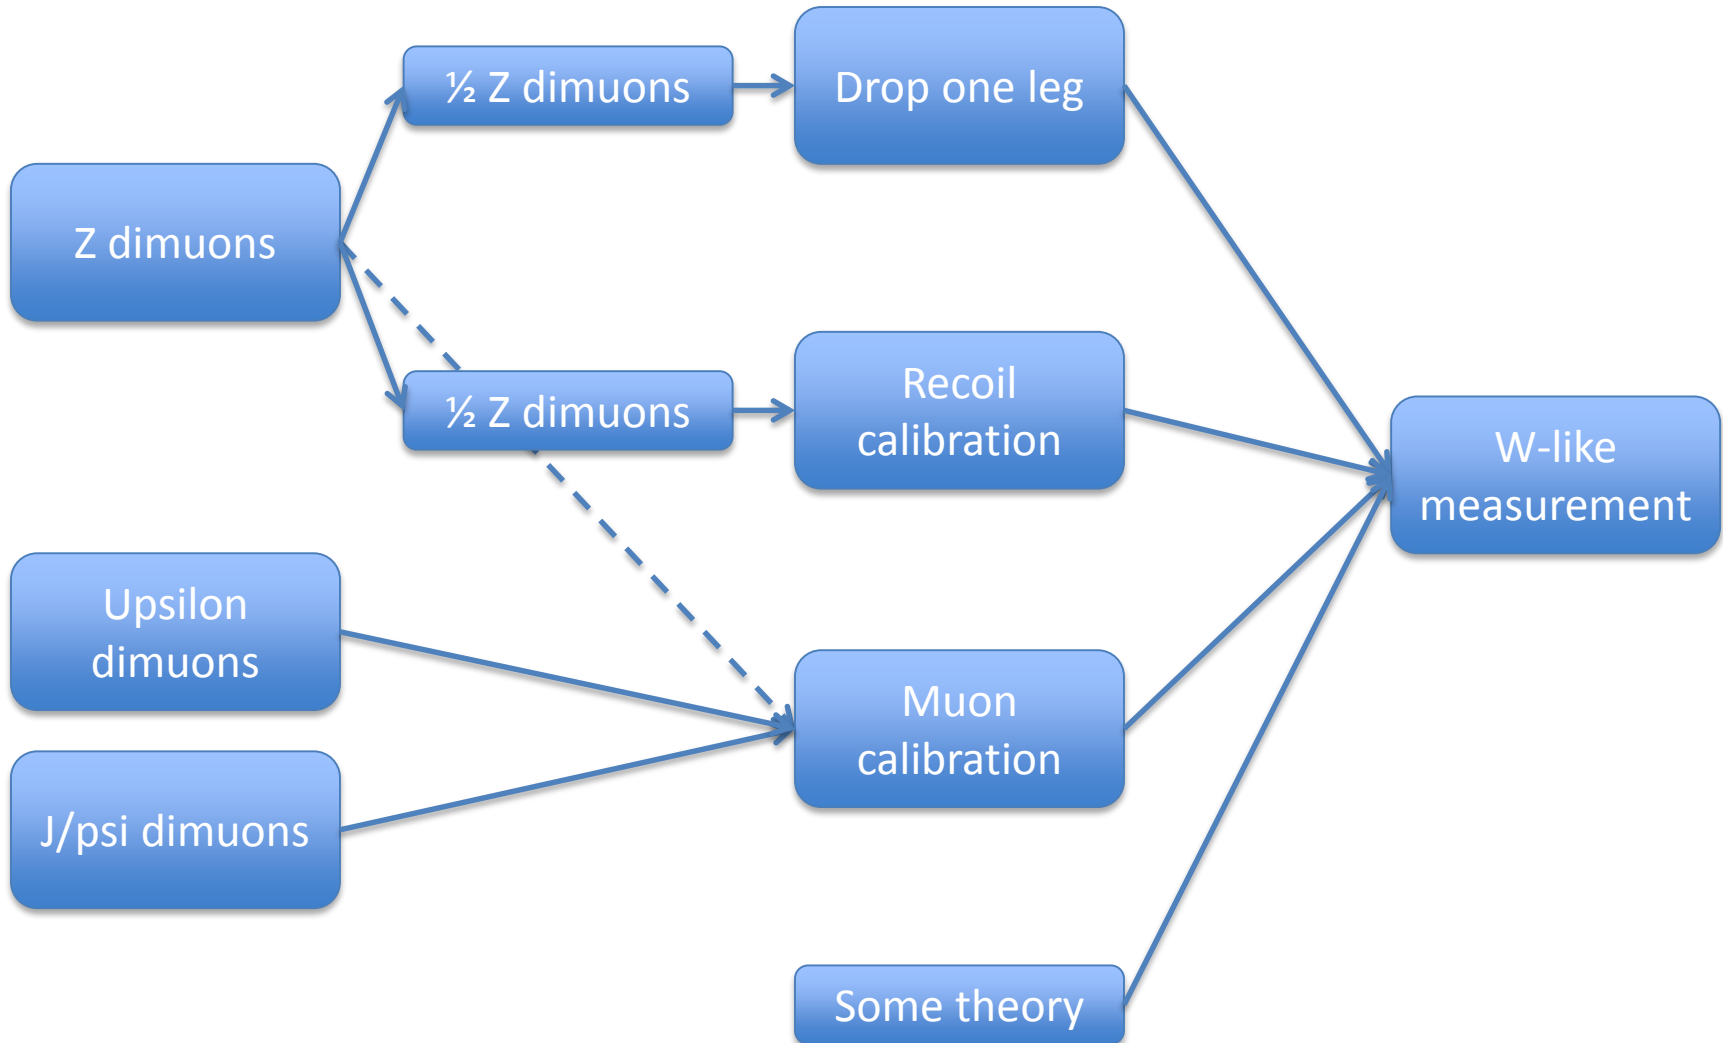 ½ Z dimuons
Drop one leg
Z dimuons
½ Z dimuons
Recoil
calibration
W-like
measurement
Upsilon
dimuons
Muon
calibration
J/psi dimuons
Some theory